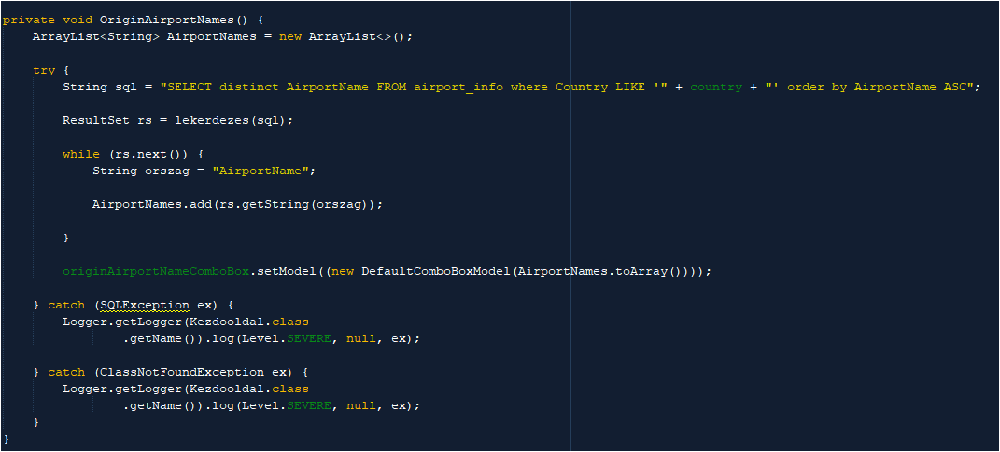 private void OriginAirportNames() {
    ArrayList<String> AirportNames = new ArrayList<>();
    try {
        String sql = "SELECT distinct AirportName FROM airport_info where Country LIKE '" + country + "' order by AirportName ASC";
        ResultSet rs = lekerdezes(sql);
        while (rs.next()) {
            String orszag = "AirportName";
            AirportNames.add(rs.getString(orszag));
        }
        originAirportNameComboBox.setModel((new DefaultComboBoxModel(AirportNames.toArray())));
    } catch (SQLException ex) {
        Logger.getLogger(Kezdooldal.class
                .getName()).log(Level.SEVERE, null, ex);
    } catch (ClassNotFoundException ex) {
        Logger.getLogger(Kezdooldal.class
                .getName()).log(Level.SEVERE, null, ex);
    }
}